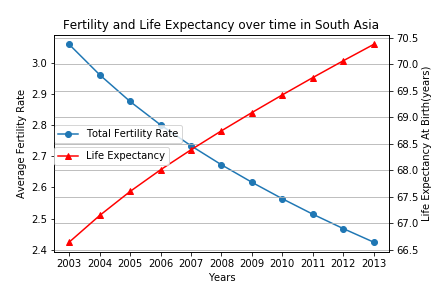 Fertility and Life Expectancy over time in South Asia
Average Fertility Rate
3.0
2.9
2.8
2.7
2.6
2.5
2.4
Total Fertility Rate
Life Expectancy
70.5
70.0
69.5
69.0
68.5
68.0
67.5
67.0
66.5
Life Expectancy At Birth(years)
2003 2004 2005 2006 2007 2008 2009 2010 2011 2012 2013
Years